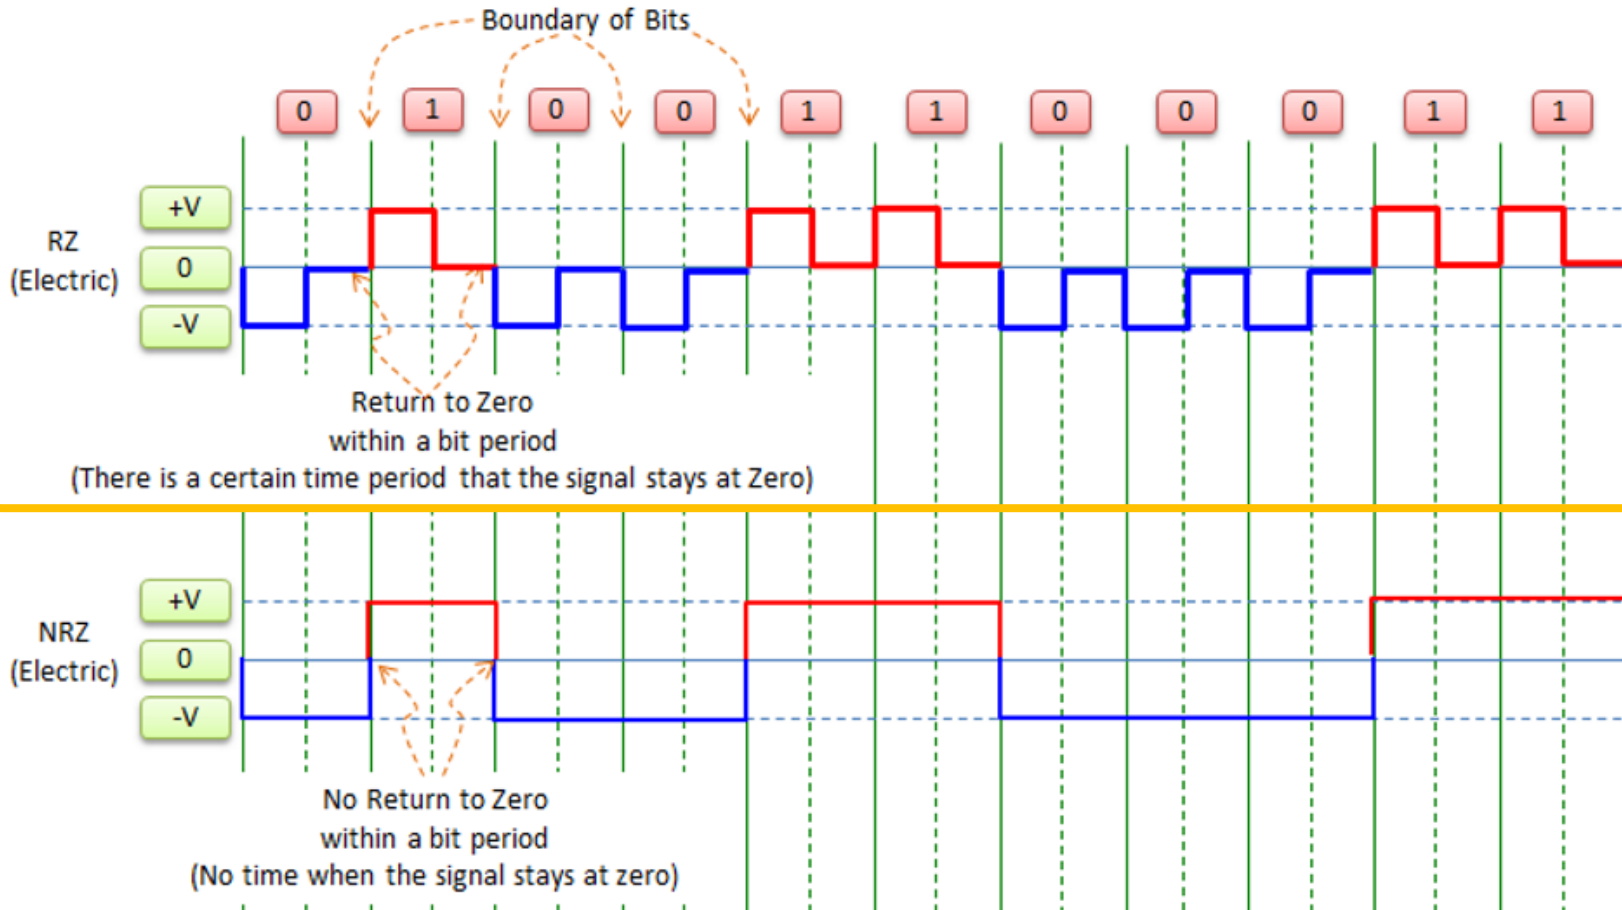 Boundary of Bits
0 1 0 0 1 1 0 0 0 1 1
+V
RZ
(Electric)
0
-V
Return to Zero
within a bit period
(There is a certain time period that the signal stays at Zero)
+V
NRZ
(Electric)
0
-V
No Return to Zero
within a bit period
(No time when the signal stays at zero)